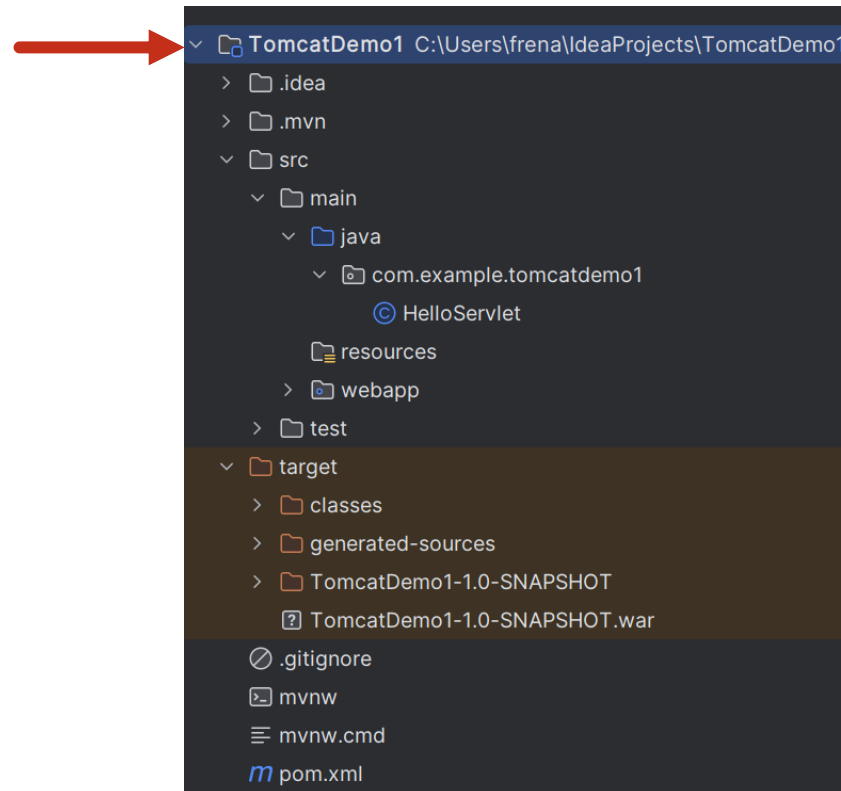 TomcatDemo1 C:\Users\frena\IdeaProjects\TomcatDemo1
.idea
.mvn
src
main
java
com.example.tomcatdemo1
HelloServlet
resources
webapp
test
target
classes
generated-sources
TomcatDemo1-1.0-SNAPSHOT
TomcatDemo1-1.0-SNAPSHOT.war
.gitignore
mvnw
mvnw.cmd
pom.xml